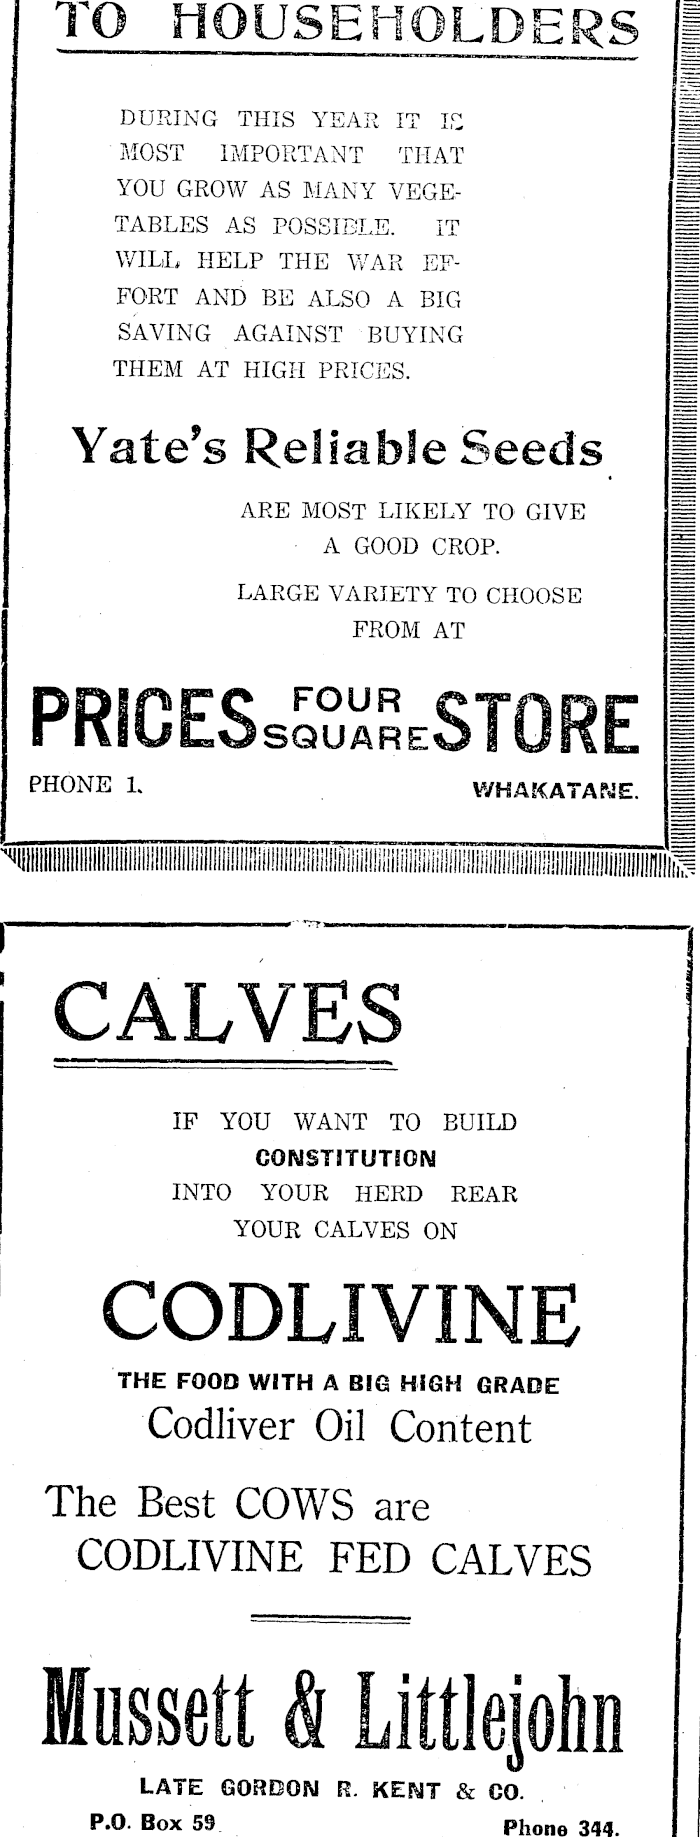 TO HOUSEHOLDERS
DURING THIS YEAR IT IS
MOST IMPORTANT THAT
YOU GROW AS MANY VEGE-
TABLES AS POSSIBLE. IT
WILL HELP THE WAR EF-
FORT AND BE ALSO A BIG
SAVING AGAINST BUYING
THEM AT HIGH PRICES.
Yate's Reliable Seeds
ARE MOST LIKELY TO GIVE
A GOOD CROP.
LARGE VARIETY TO CHOOSE
FROM AT
PRICES FOUR SQUARE STORE
PHONE 1. WHAKATANE.
CALVES
IF YOU WANT TO BUILD
CONSTITUTION
INTO YOUR HERD REAR
YOUR CALVES ON
CODLIVINE
THE FOOD WITH A BIG HIGH GRADE
Codliver Oil Content
The Best COWS are
CODLIVINE FED CALVES
Mussett & Littlejohn
LATE GORDON R. KENT & CO.
P.O. Box 59 Phone 344.